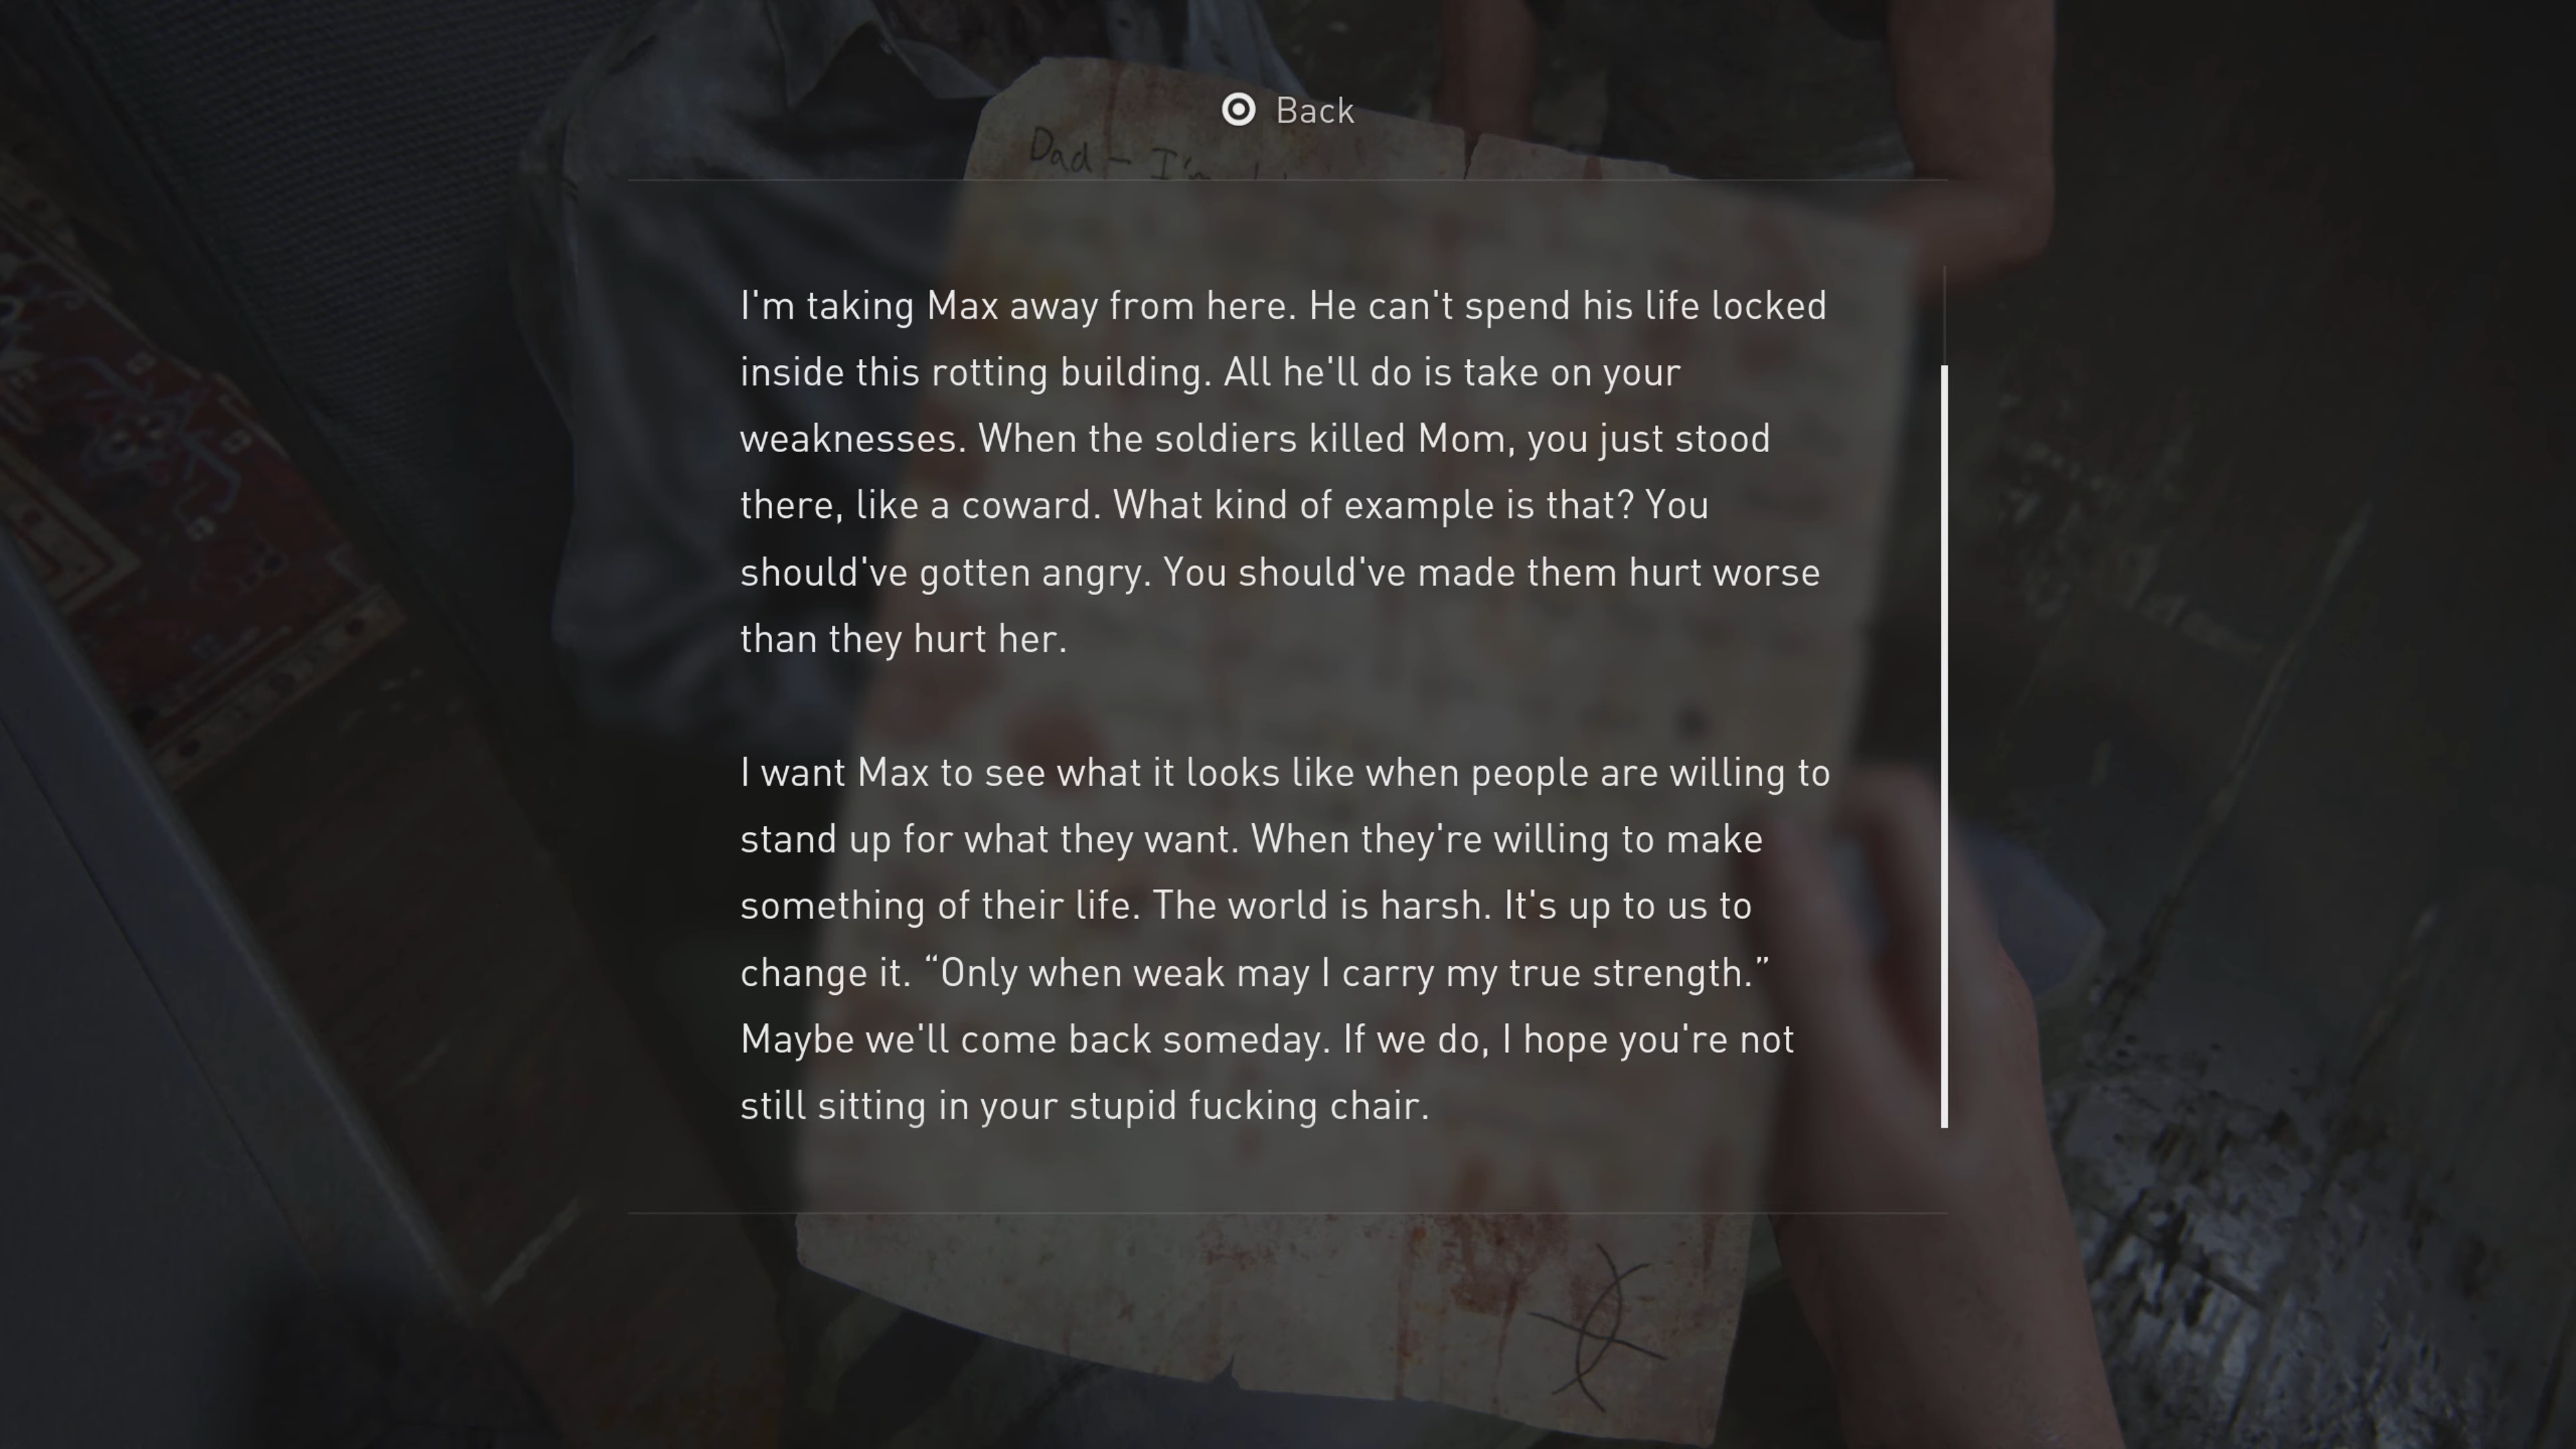 Back
Dad - I'm
I'm taking Max away from here. He can't spend his life locked
inside this rotting building. All he'll do is take on your
weaknesses. When the soldiers killed Mom, you just stood
there, like a coward. What kind of example is that? You
should've gotten angry. You should've made them hurt worse
than they hurt her.
I want Max to see what it looks like when people are willing to
stand up for what they want. When they're willing to make
something of their life. The world is harsh. It's up to us to
change it. “Only when weak may I carry my true strength.”
Maybe we'll come back someday. If we do, I hope you're not
still sitting in your stupid fucking chair.